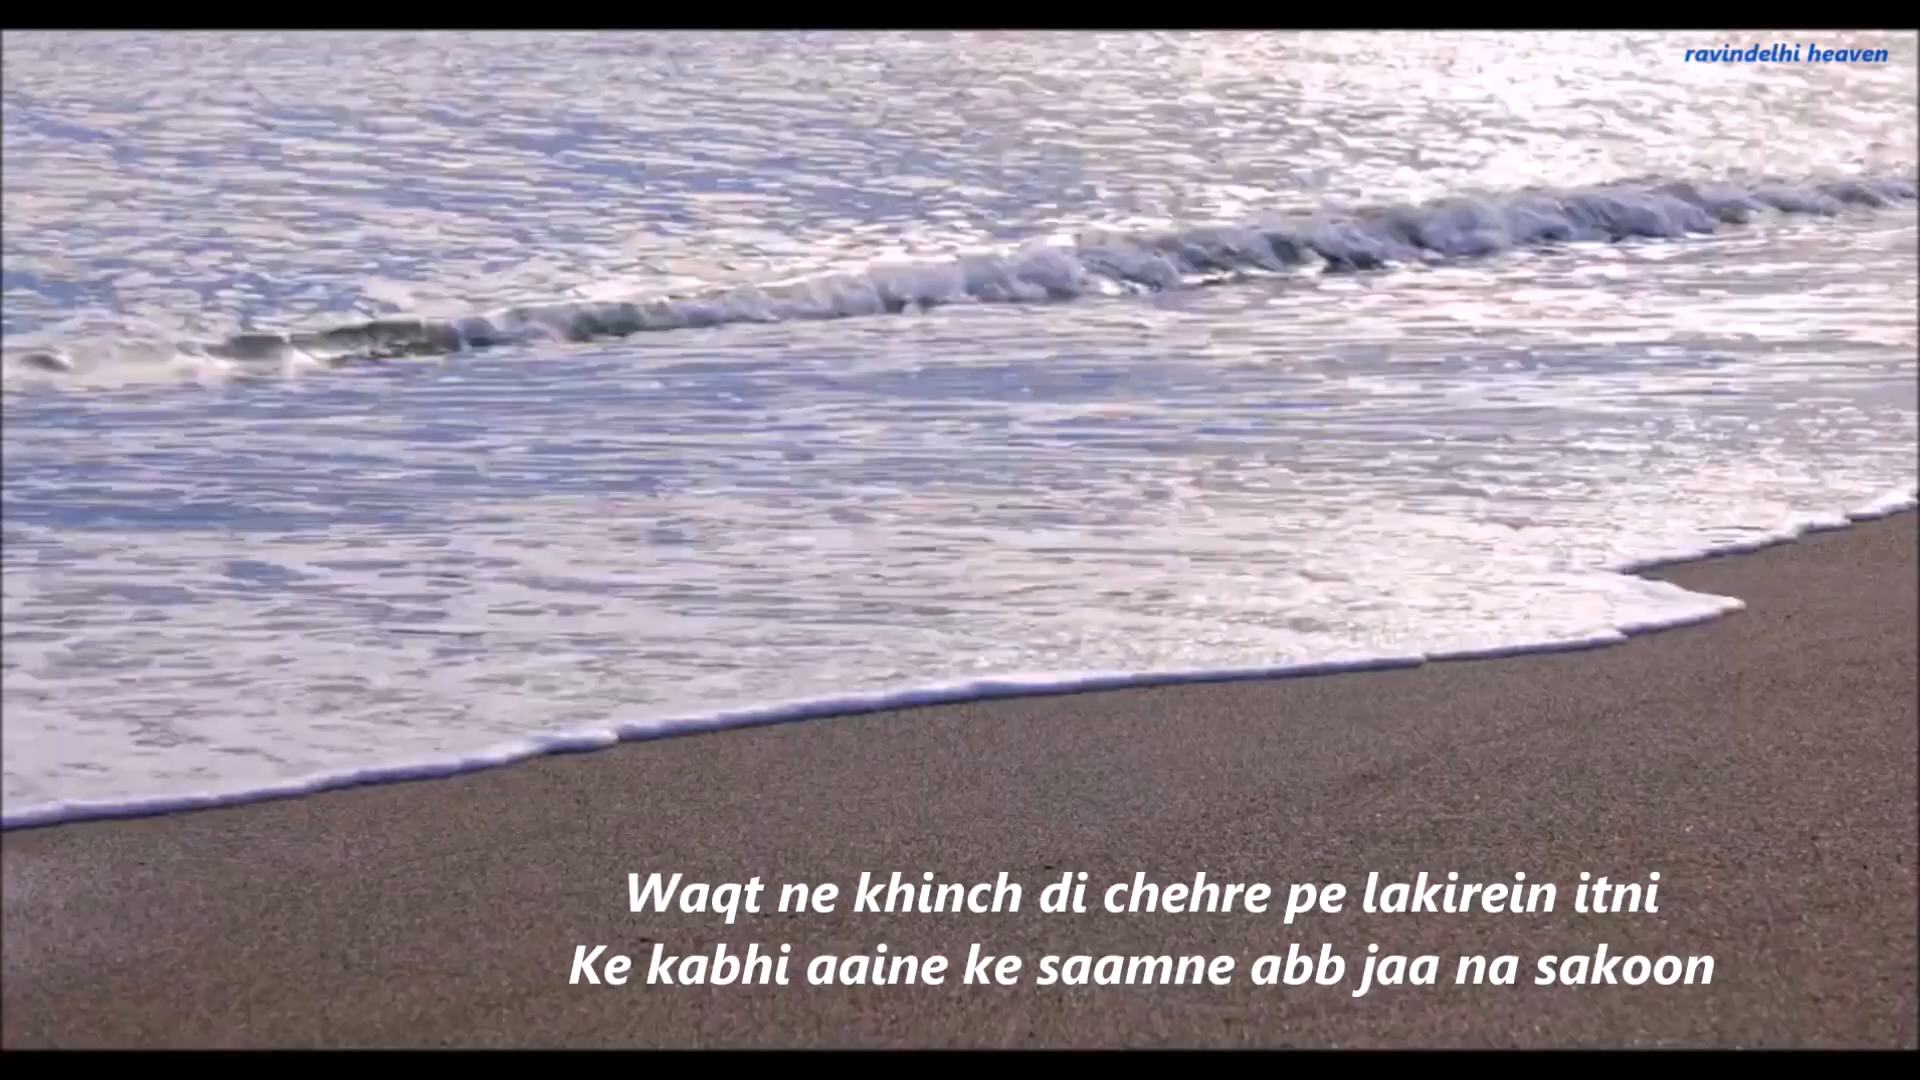 ravindelhi heaven
Waqt ne khinch di chehre pe lakirein itni
Ke kabhi aaine ke saamne abb jaa na sakoon